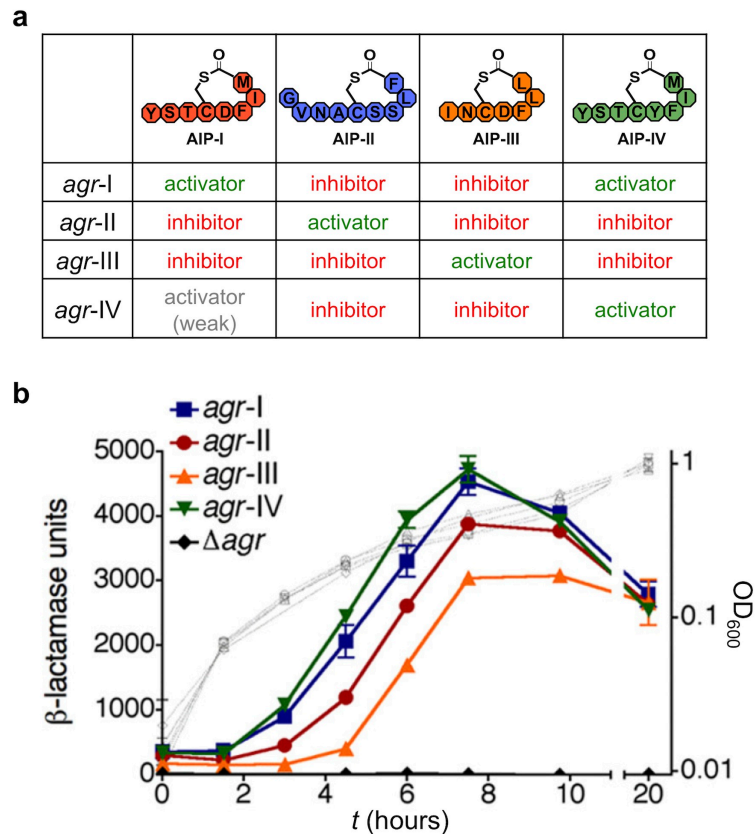 a
O O O O
S M S F S L S M
I L L I
Y S T C D F G V N A C S S I N C D F Y S T C Y F
AIP-I AIP-II AIP-III AIP-IV
agr-I activator inhibitor inhibitor activator
agr-II inhibitor activator inhibitor inhibitor
agr-III inhibitor inhibitor activator inhibitor
agr-IV activator (weak) inhibitor inhibitor activator
b
agr-I
agr-II
agr-III
agr-IV
Δagr
5000
4000
3000
2000
1000
0
β-lactamase units
1
0.1
0.01
OD600
0 2 4 6 8 10 20
t (hours)